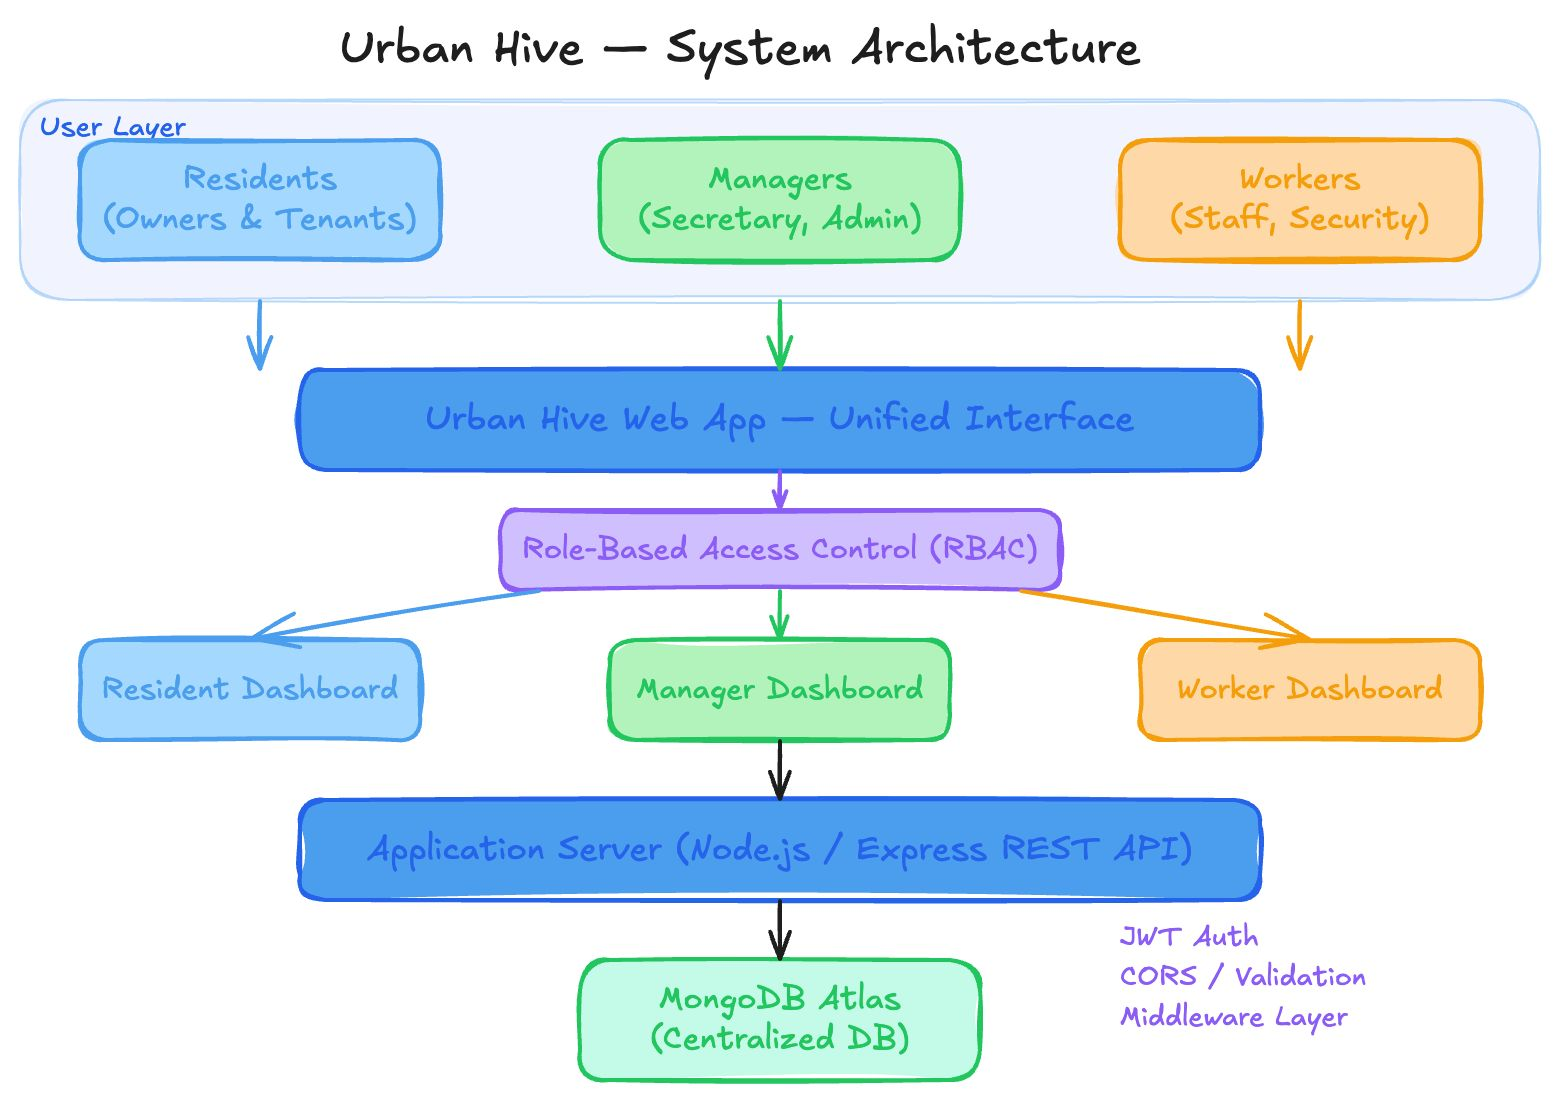 Urban Hive — System Architecture
User Layer
Residents
(Owners & Tenants)
Managers
(Secretary, Admin)
Workers
(Staff, Security)
Urban Hive Web App — Unified Interface
Role-Based Access Control (RBAC)
Resident Dashboard
Manager Dashboard
Worker Dashboard
Application Server (Node.js / Express REST API)
JWT Auth
CORS / Validation
Middleware Layer
MongoDB Atlas
(Centralized DB)